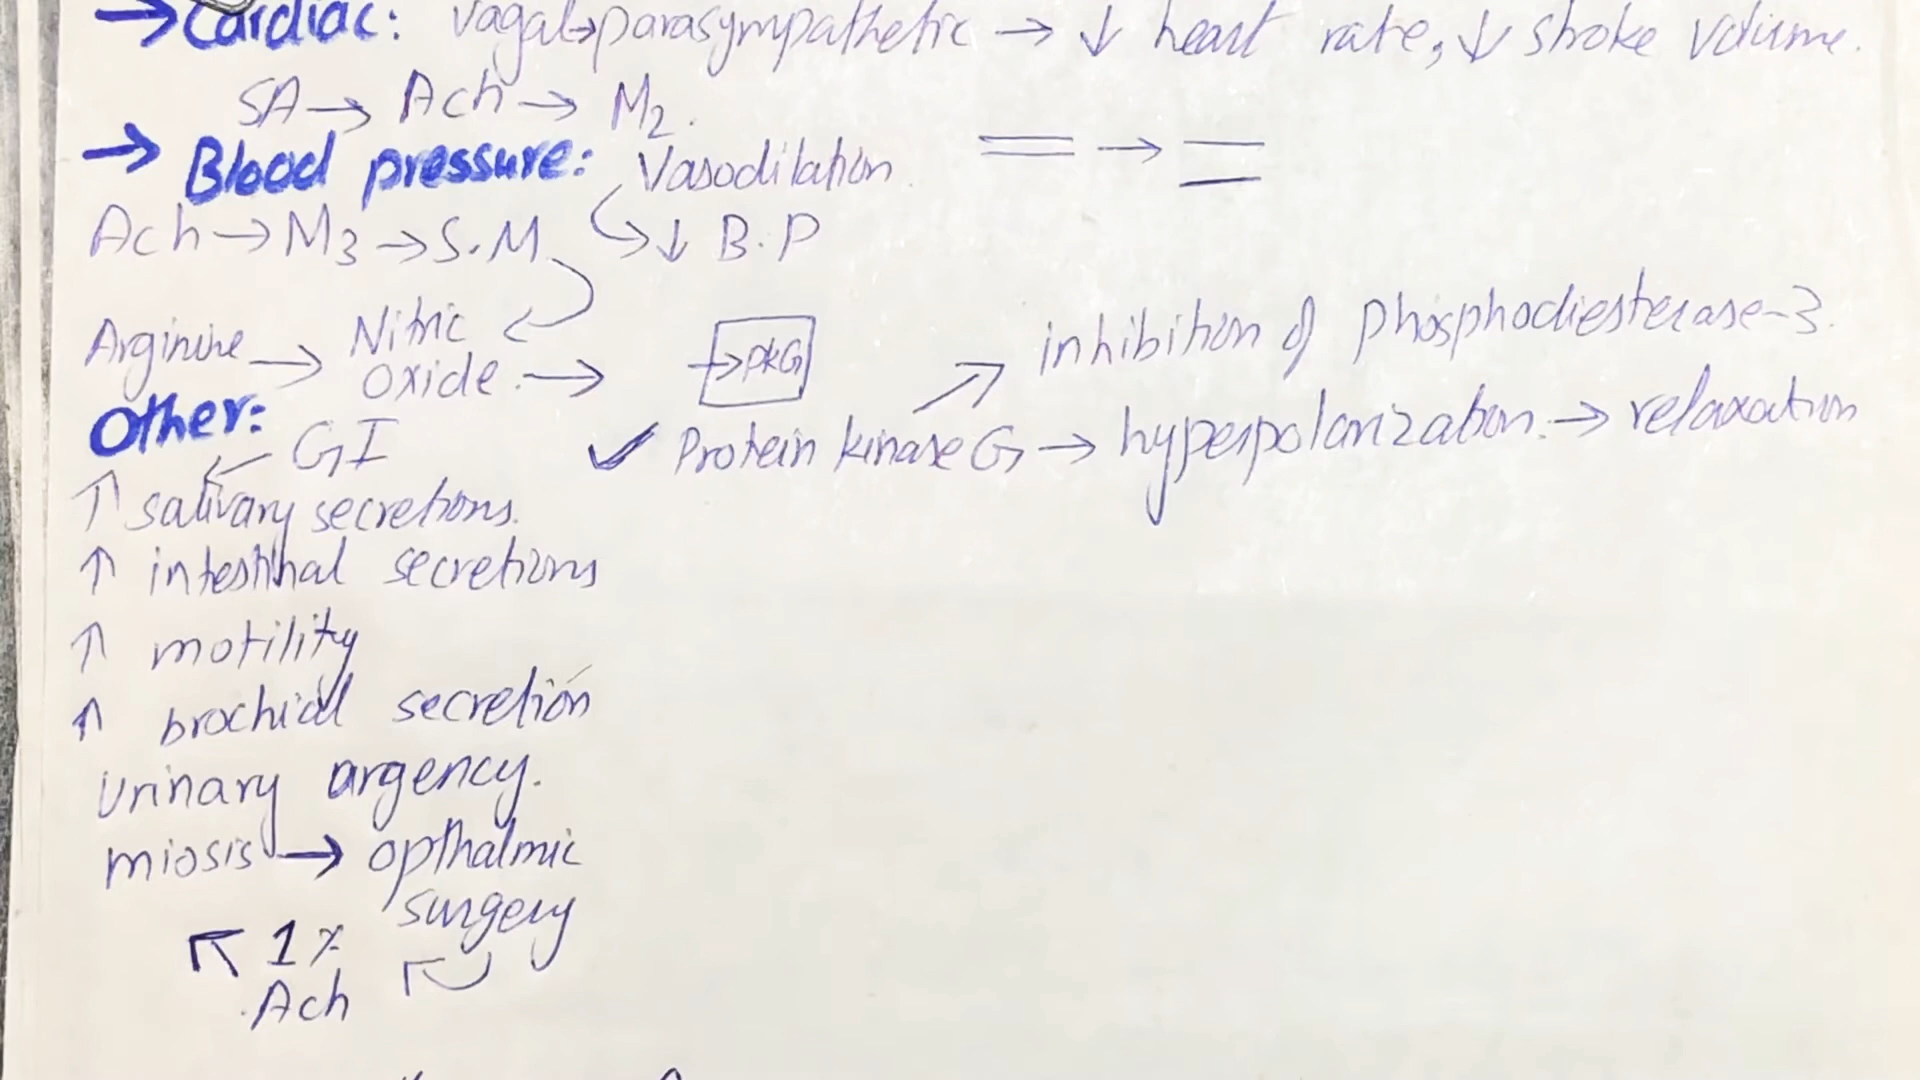 → Cardiac: vagal→parasympathetic → ↓ heart rate, ↓ stroke volume.
SA → Ach → M2.
→ Blood pressure: Vasodilation
Ach → M3 → S.M. ↓ B.P
Arginine → Nitric oxide → → PKG
inhibition of phosphodiesterase-3.
✓ Protein kinase G → hyperpolarization. → relaxation
Other: GI
↑ salivary secretions.
↑ intestinal secretions
↑ motility
↑ brochial secretion
Urinary argency.
miosis → opthalmic
surgery
1%
Ach